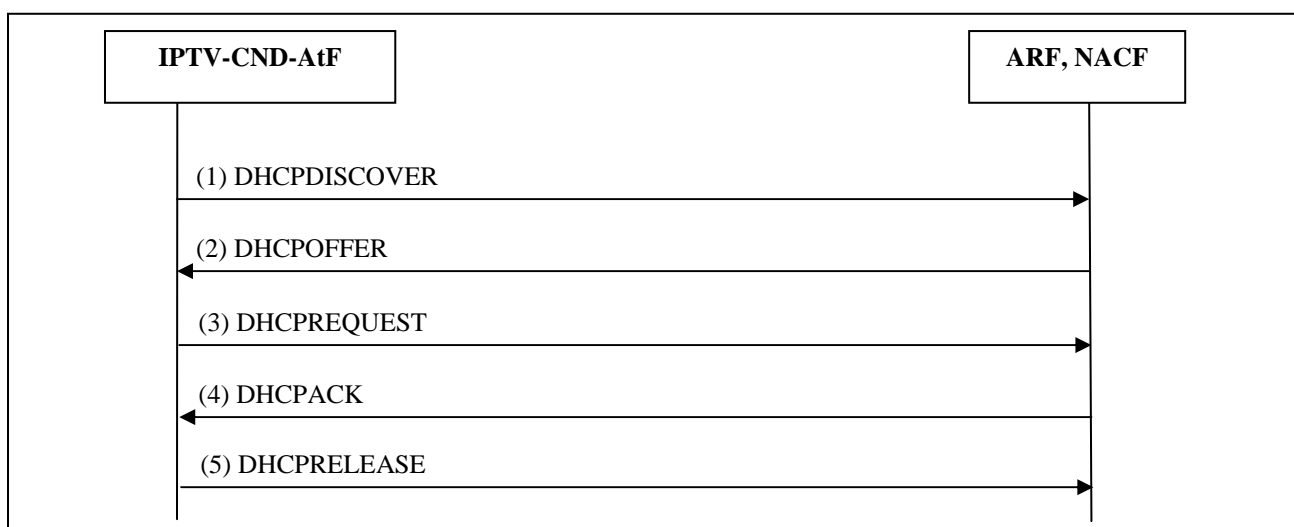 IPTV-CND-AtF
ARF, NACF
(1) DHCPDISCOVER
(2) DHCPOFFER
(3) DHCPREQUEST
(4) DHCPACK
(5) DHCPRELEASE